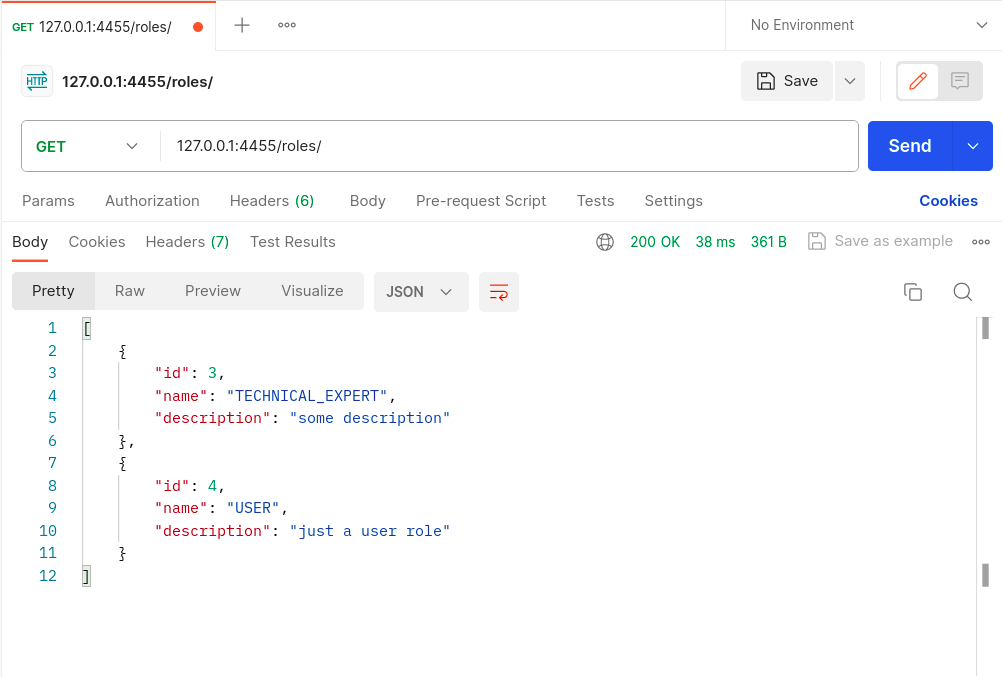 GET 127.0.0.1:4455/roles/
No Environment
HTTP 127.0.0.1:4455/roles/
Save
GET 127.0.0.1:4455/roles/
Send
Params Authorization Headers (6) Body Pre-request Script Tests Settings Cookies
Body Cookies Headers (7) Test Results 200 OK 38 ms 361 B Save as example
Pretty Raw Preview Visualize JSON
1 [
2 {
3 "id": 3,
4 "name": "TECHNICAL_EXPERT",
5 "description": "some description"
6 },
7 {
8 "id": 4,
9 "name": "USER",
10 "description": "just a user role"
11 }
12 ]